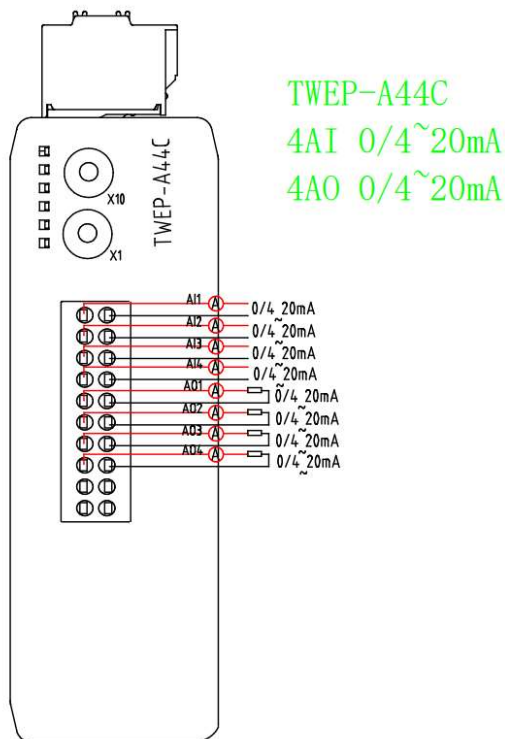 TWEP-A44C
4AI 0/4~20mA
4AO 0/4~20mA
X10
X1
TWEP-A44C
AI1 A 0/4~20mA
AI2 A 0/4~20mA
AI3 A 0/4~20mA
AI4 A 0/4~20mA
AO1 A 0/4~20mA
AO2 A 0/4~20mA
AO3 A 0/4~20mA
AO4 A 0/4~20mA